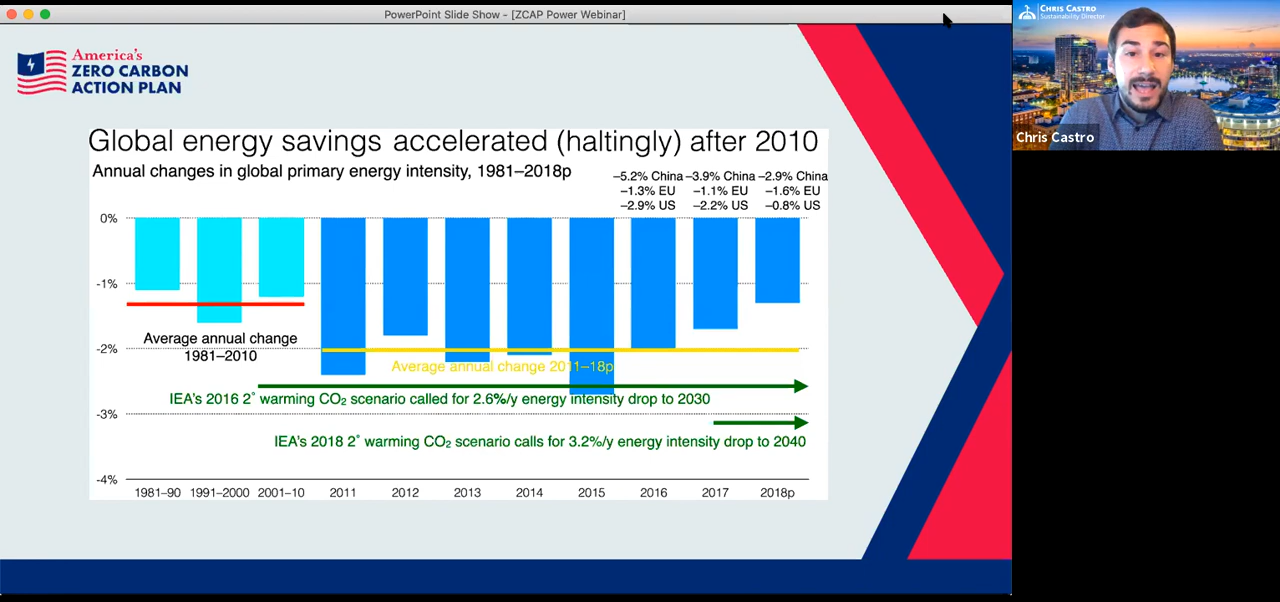 PowerPoint Slide Show - [ZCAP Power Webinar]
CHRIS CASTRO
Sustainability Director
Chris Castro
America's
ZERO CARBON
ACTION PLAN
Global energy savings accelerated (haltingly) after 2010
Annual changes in global primary energy intensity, 1981–2018p
–5.2% China –3.9% China –2.9% China
–1.3% EU –1.1% EU –1.6% EU
–2.9% US –2.2% US –0.8% US
0%
-1%
Average annual change
1981–2010
-2%
Average annual change 2011–18p
IEA's 2016 2˚ warming CO₂ scenario called for 2.6%/y energy intensity drop to 2030
-3%
IEA's 2018 2˚ warming CO₂ scenario calls for 3.2%/y energy intensity drop to 2040
-4%
1981–90 1991–2000 2001–10 2011 2012 2013 2014 2015 2016 2017 2018p